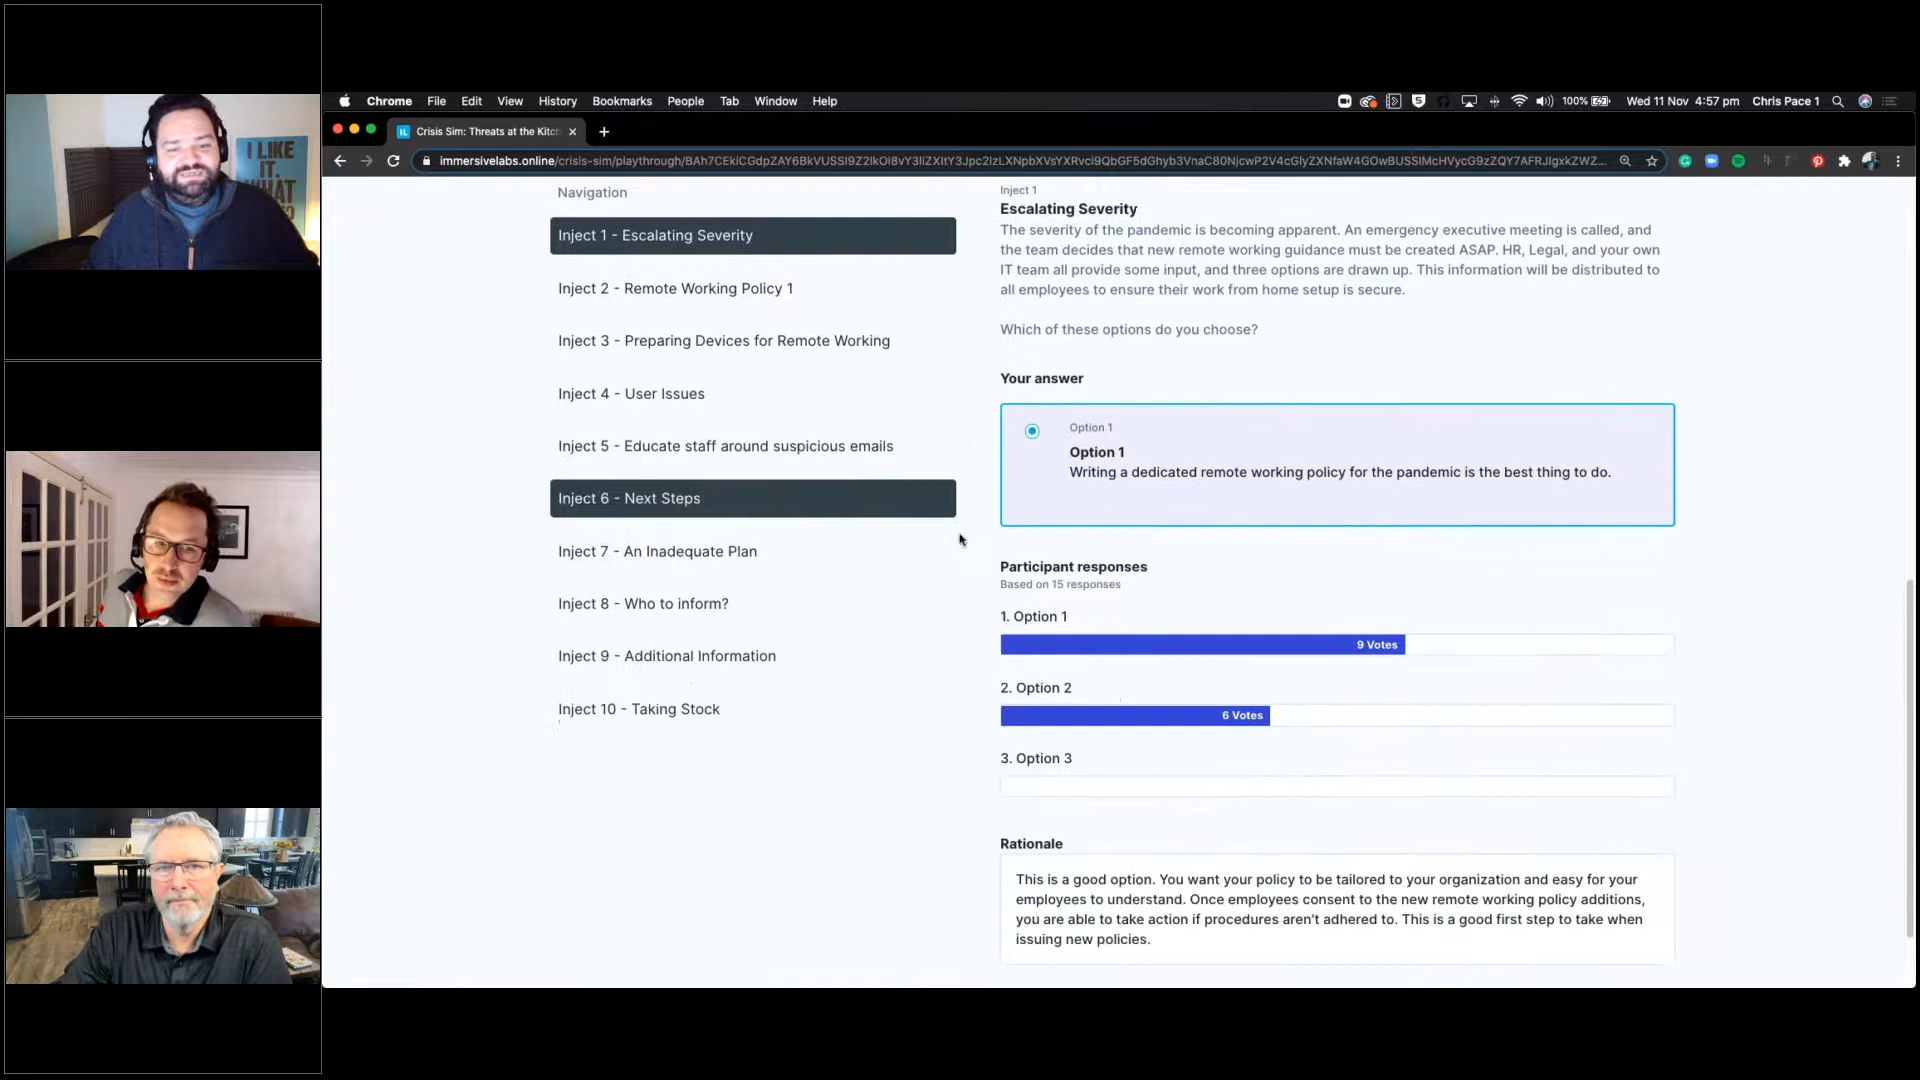 I LIKE
IT.
WHAT
IS
Chrome File Edit View History Bookmarks People Tab Window Help
100% Wed 11 Nov 4:57 pm Chris Pace 1
Crisis Sim: Threats at the Kitch
immersivelabs.online/crisis-sim/playthrough/
Navigation
Inject 1 - Escalating Severity
Inject 2 - Remote Working Policy 1
Inject 3 - Preparing Devices for Remote Working
Inject 4 - User Issues
Inject 5 - Educate staff around suspicious emails
Inject 6 - Next Steps
Inject 7 - An Inadequate Plan
Inject 8 - Who to inform?
Inject 9 - Additional Information
Inject 10 - Taking Stock
Inject 1
Escalating Severity
The severity of the pandemic is becoming apparent. An emergency executive meeting is called, and
the team decides that new remote working guidance must be created ASAP. HR, Legal, and your own
IT team all provide some input, and three options are drawn up. This information will be distributed to
all employees to ensure their work from home setup is secure.
Which of these options do you choose?
Your answer
Option 1
Option 1
Writing a dedicated remote working policy for the pandemic is the best thing to do.
Participant responses
Based on 15 responses
1. Option 1
9 Votes
2. Option 2
6 Votes
3. Option 3
Rationale
This is a good option. You want your policy to be tailored to your organization and easy for your
employees to understand. Once employees consent to the new remote working policy additions,
you are able to take action if procedures aren't adhered to. This is a good first step to take when
issuing new policies.